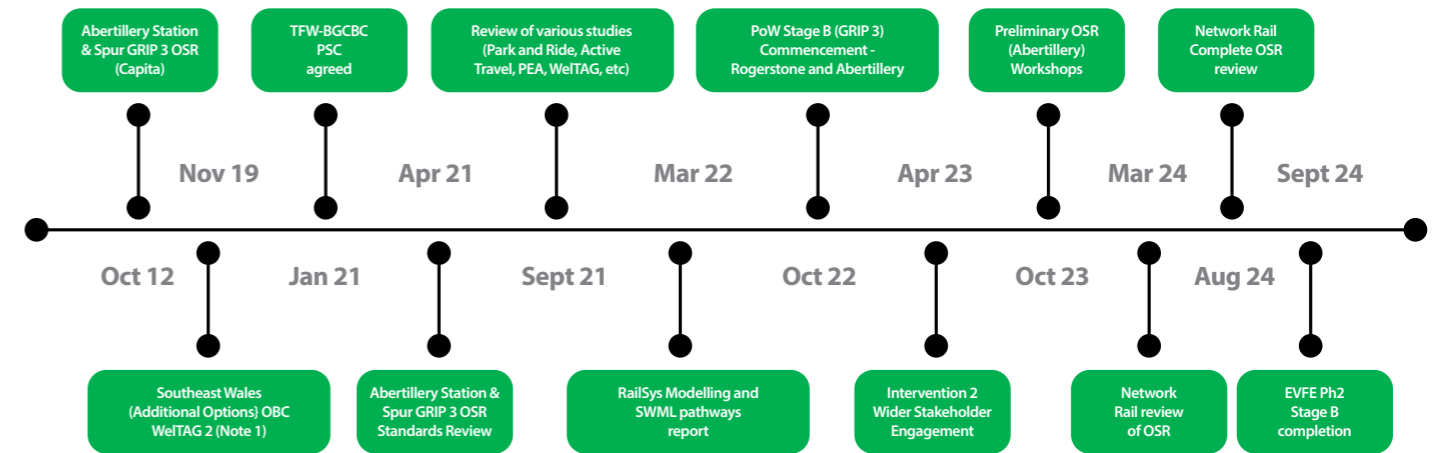 Abertillery Station
& Spur GRIP 3 OSR
(Capita)
TFW-BGCBC
PSC
agreed
Review of various studies
(Park and Ride, Active
Travel, PEA, WelTAG, etc)
PoW Stage B (GRIP 3)
Commencement -
Rogerstone and Abertillery
Preliminary OSR
(Abertillery)
Workshops
Network Rail
Complete OSR
review
Nov 19
Apr 21
Mar 22
Apr 23
Mar 24
Sept 24
Oct 12
Jan 21
Sept 21
Oct 22
Oct 23
Aug 24
Southeast Wales
(Additional Options} OBC
WelTAG 2 (Note 1)
Abertillery Station &
Spur GRIP 3 OSR
Standards Review
RailSys Modelling and
SWML pathways
report
Intervention 2
Wider Stakeholder
Engagement
Network
Rail review
of OSR
EVFE Ph2
Stage B
completion